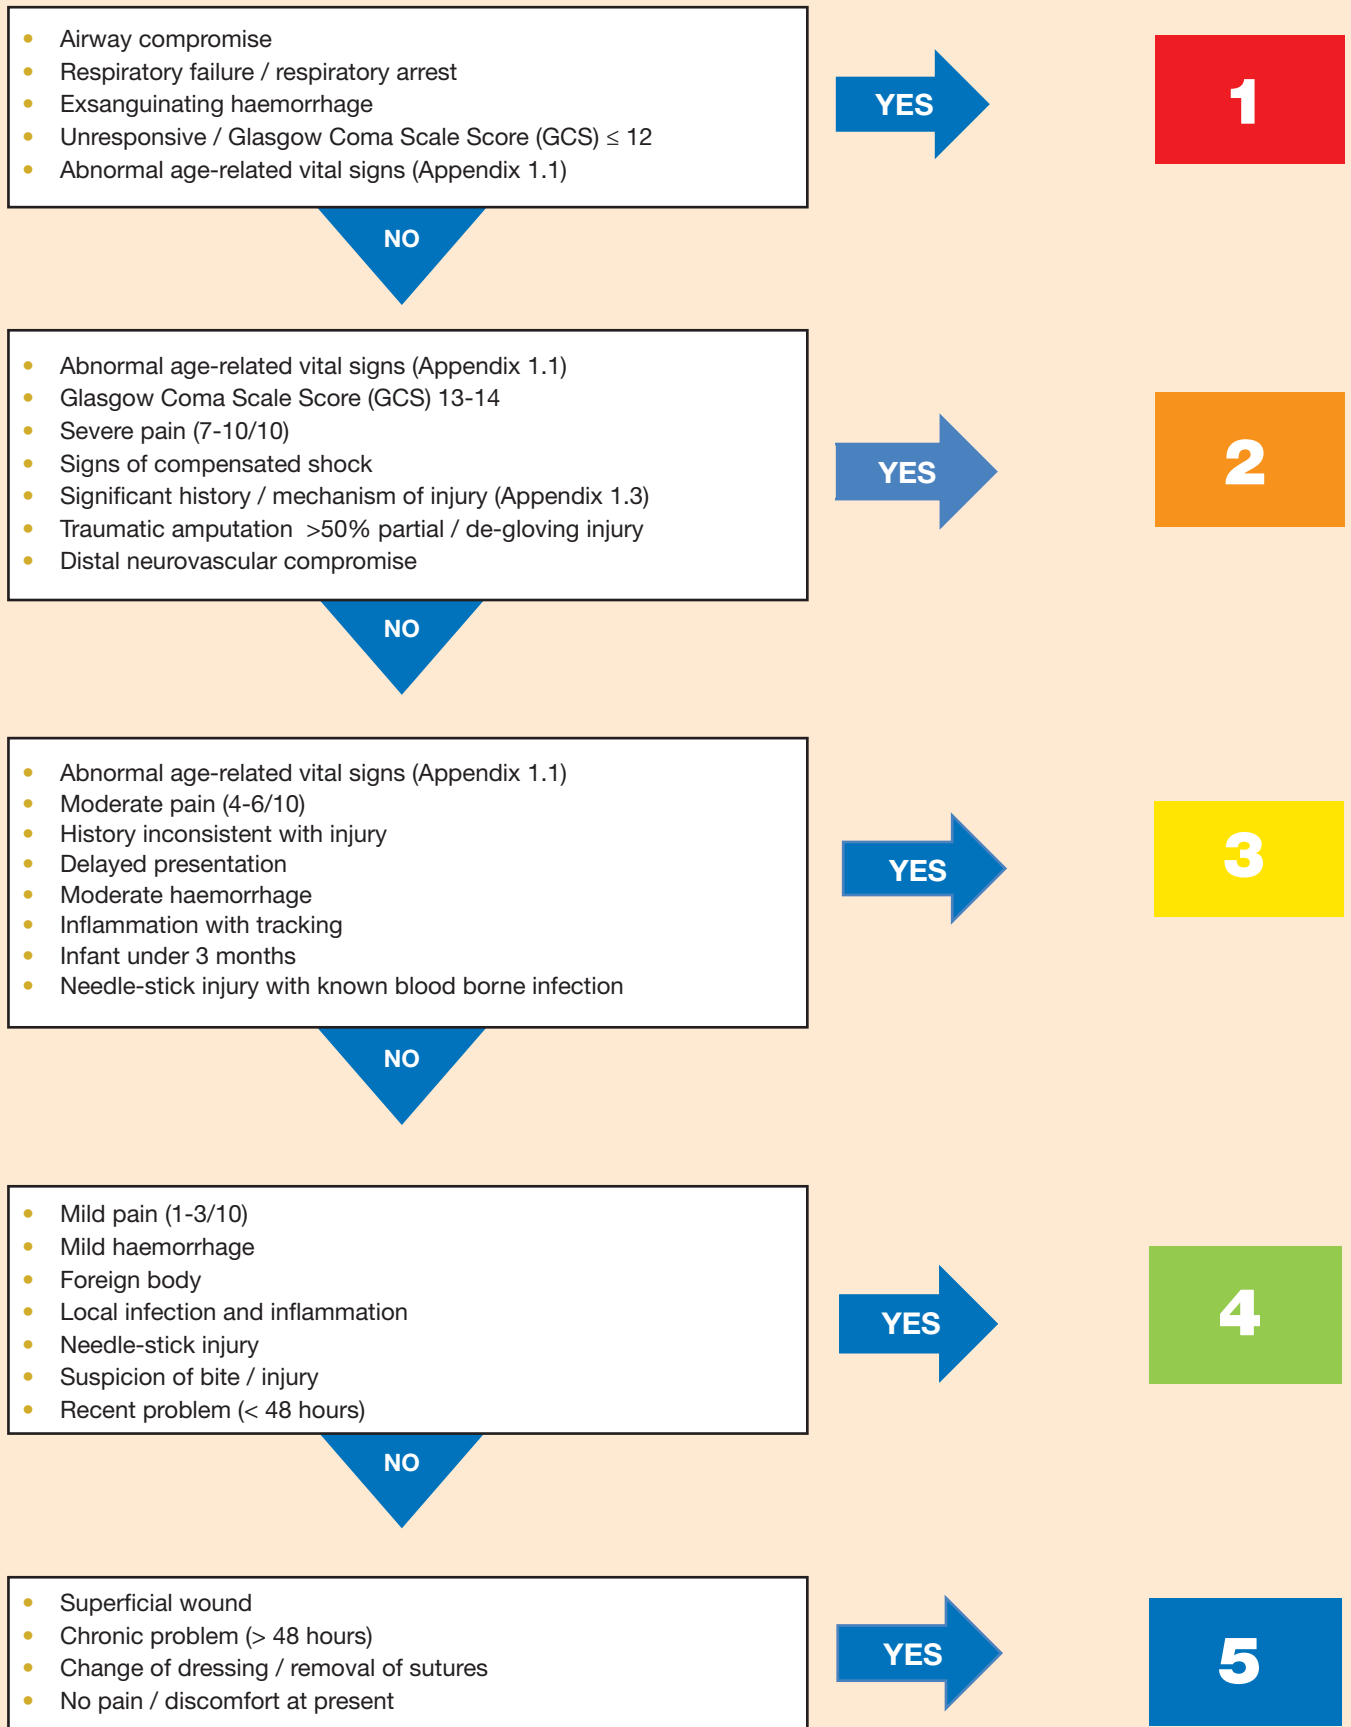 • Airway compromise
• Respiratory failure / respiratory arrest
• Exsanguinating haemorrhage
• Unresponsive / Glasgow Coma Scale Score (GCS) ≤ 12
• Abnormal age-related vital signs (Appendix 1.1)
YES
1
NO
• Abnormal age-related vital signs (Appendix 1.1)
• Glasgow Coma Scale Score (GCS) 13-14
• Severe pain (7-10/10)
• Signs of compensated shock
• Significant history / mechanism of injury (Appendix 1.3)
• Traumatic amputation >50% partial / de-gloving injury
• Distal neurovascular compromise
YES
2
NO
• Abnormal age-related vital signs (Appendix 1.1)
• Moderate pain (4-6/10)
• History inconsistent with injury
• Delayed presentation
• Moderate haemorrhage
• Inflammation with tracking
• Infant under 3 months
• Needle-stick injury with known blood borne infection
YES
3
NO
• Mild pain (1-3/10)
• Mild haemorrhage
• Foreign body
• Local infection and inflammation
• Needle-stick injury
• Suspicion of bite / injury
• Recent problem (< 48 hours)
YES
4
NO
• Superficial wound
• Chronic problem (> 48 hours)
• Change of dressing / removal of sutures
• No pain / discomfort at present
YES
5